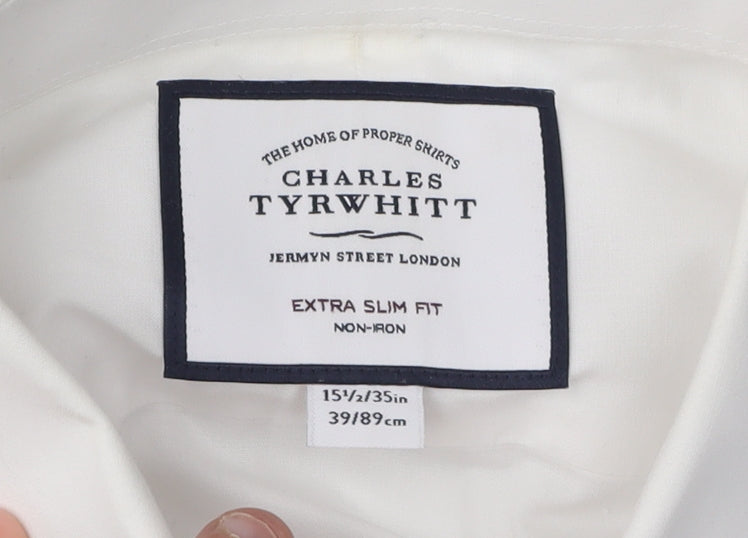 THE HOME OF PROPER SHIRTS
CHARLES
TYRWHITT
JERMYN STREET LONDON
EXTRA SLIM FIT
NON-IRON
15½/35in
39/89cm